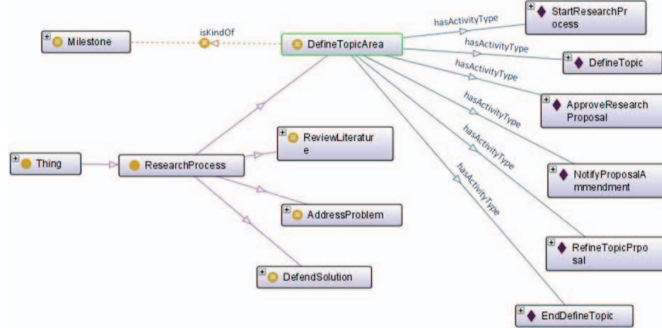 StartResearchPr
ocess
isKindOf
hasActivityType
Milestone
DefineTopicArea
hasActivityType
DefineTopic
hasActivityType
ApproveResearch
Proposal
hasActivityType
ReviewLiteratur
e
hasActivityType
Thing
ResearchProcess
NotifyProposalA
mmendment
hasActivityType
AddressProblem
RefineTopicPrpo
sal
DefendSolution
EndDefineTopic